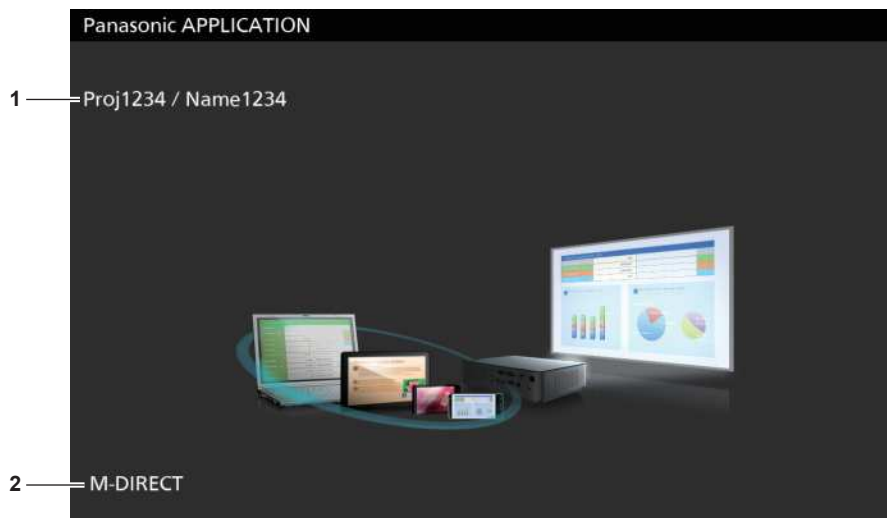 Panasonic APPLICATION
1
Proj1234 / Name1234
2
M-DIRECT